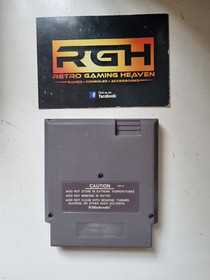 RGH
RETRO GAMING HEAVEN
GAMES • CONSOLES • ACCESSORIES
Find us on
facebook
CAUTION
•DO NOT STORE IN EXTREME TEMPERATURES.
•DO NOT IMMERSE IN WATER!
•DO NOT CLEAN WITH BENZENE, THINNER,
ALCOHOL OR OTHER SUCH SOLVENTS.
Nintendo